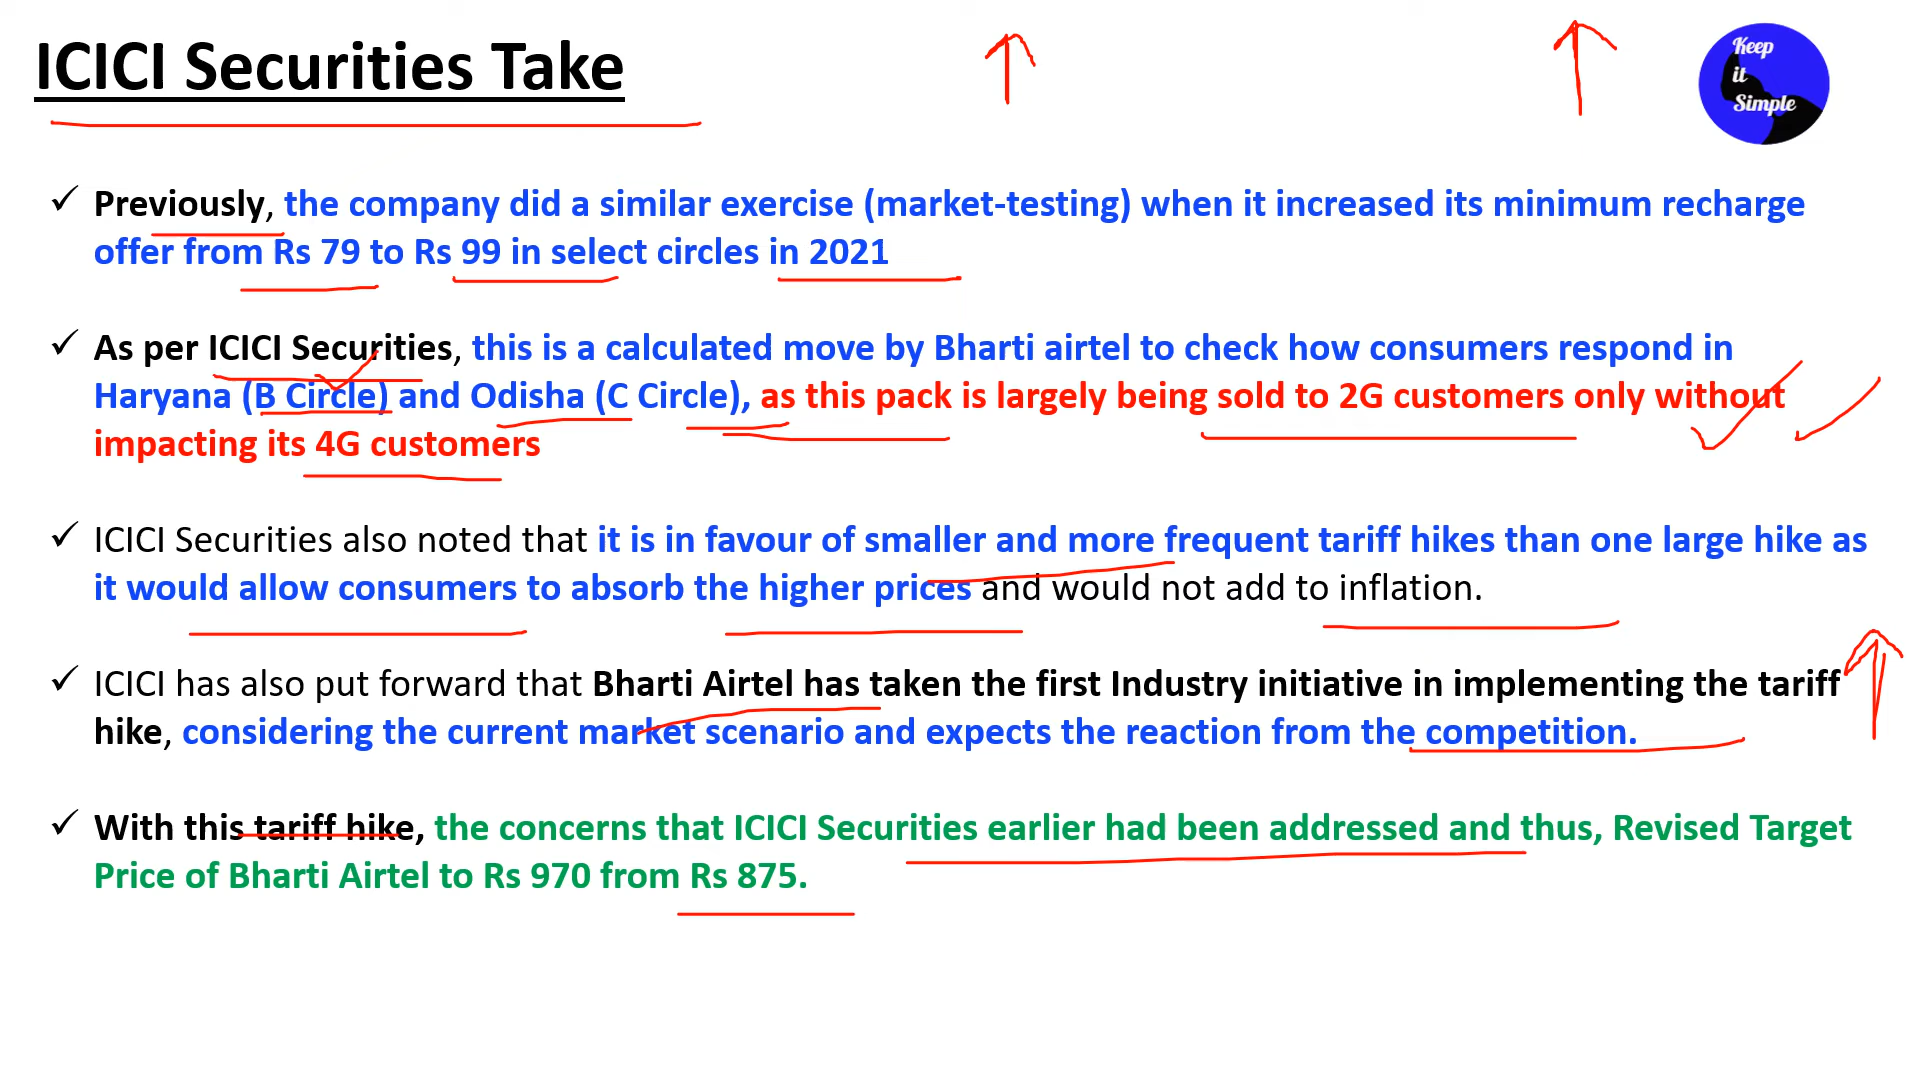 ICICI Securities Take
Keep
it
Simple
✓ Previously, the company did a similar exercise (market-testing) when it increased its minimum recharge
offer from Rs 79 to Rs 99 in select circles in 2021
✓ As per ICICI Securities, this is a calculated move by Bharti airtel to check how consumers respond in
Haryana (B Circle) and Odisha (C Circle), as this pack is largely being sold to 2G customers only without
impacting its 4G customers
✓ ICICI Securities also noted that it is in favour of smaller and more frequent tariff hikes than one large hike as
it would allow consumers to absorb the higher prices and would not add to inflation.
✓ ICICI has also put forward that Bharti Airtel has taken the first Industry initiative in implementing the tariff
hike, considering the current market scenario and expects the reaction from the competition.
✓ With this tariff hike, the concerns that ICICI Securities earlier had been addressed and thus, Revised Target
Price of Bharti Airtel to Rs 970 from Rs 875.